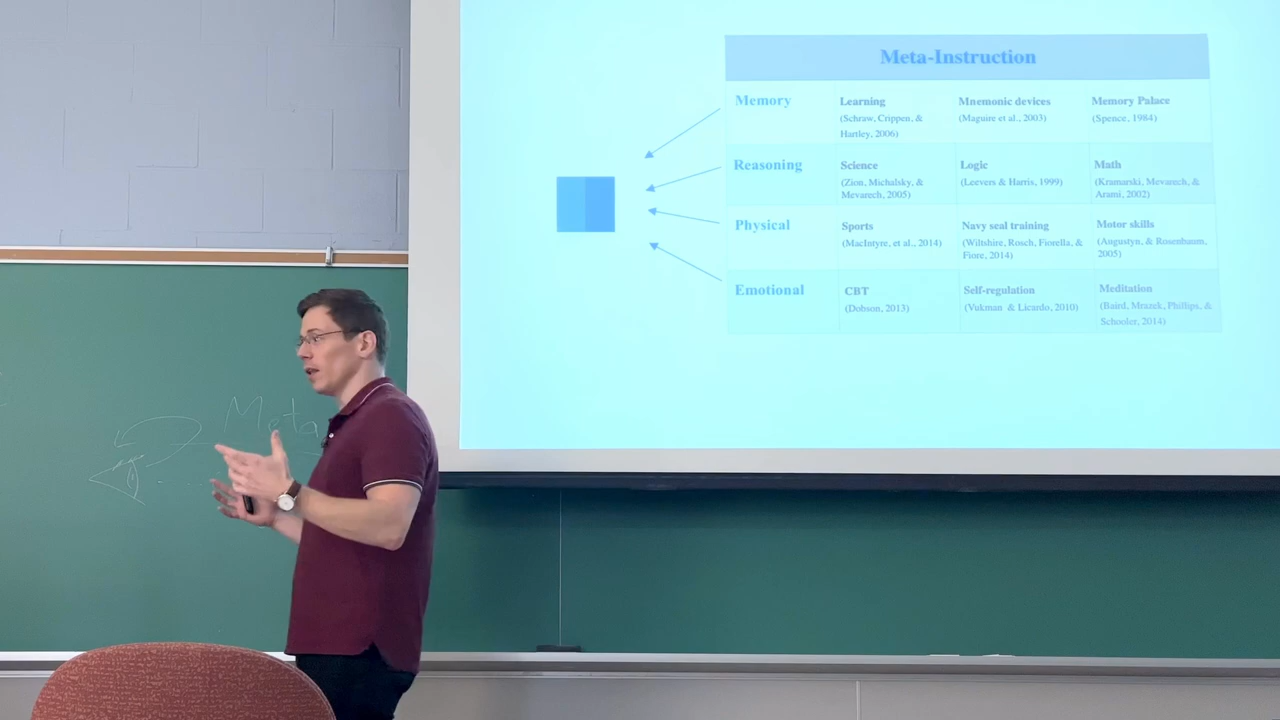 Meta-Instruction
Memory
Learning
(Schraw, Crippen, &
Hartley, 2006)
Mnemonic devices
(Maguire et al., 2003)
Memory Palace
(Spence, 1984)
Reasoning
Science
(Zion, Michalsky, &
Mevarech, 2005)
Logic
(Leevers & Harris, 1999)
Math
(Kramarski, Mevarech, &
Arami, 2002)
Physical
Sports
(MacIntyre, et al., 2014)
Navy seal training
(Wiltshire, Rosch, Fiorella, &
Fiore, 2014)
Motor skills
(Augustyn, & Rosenbaum,
2005)
Emotional
CBT
(Dobson, 2013)
Self-regulation
(Vukman & Licardo, 2010)
Meditation
(Baird, Mrazek, Phillips, &
Schooler, 2014)
Meta